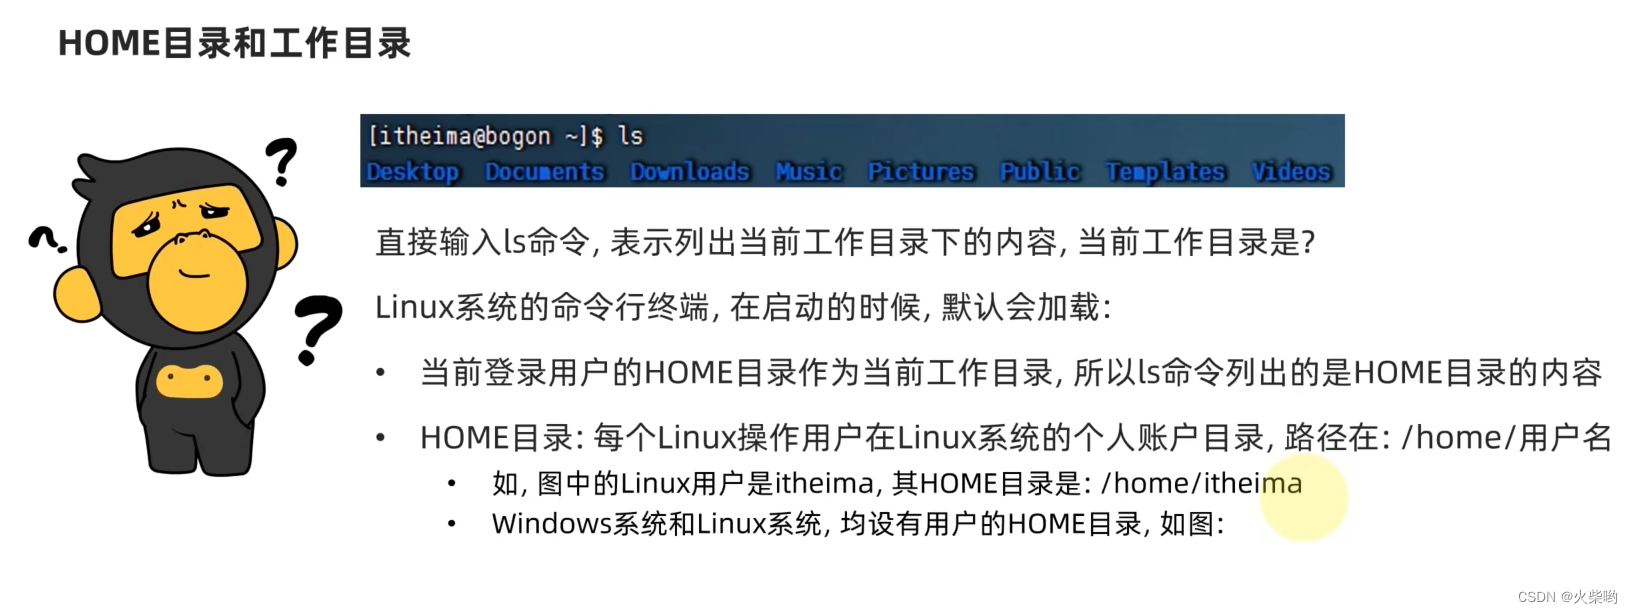 HOME目录和工作目录
[itheima@bogon ~]$ ls
Desktop Documents Downloads Music Pictures Public Templates Videos
直接输入ls命令, 表示列出当前工作目录下的内容, 当前工作目录是?
Linux系统的命令行终端, 在启动的时候, 默认会加载:
• 当前登录用户的HOME目录作为当前工作目录, 所以ls命令列出的是HOME目录的内容
• HOME目录: 每个Linux操作用户在Linux系统的个人账户目录, 路径在: /home/用户名
• 如, 图中的Linux用户是itheima, 其HOME目录是: /home/itheima
• Windows系统和Linux系统, 均设有用户的HOME目录, 如图:
CSDN @火柴哟